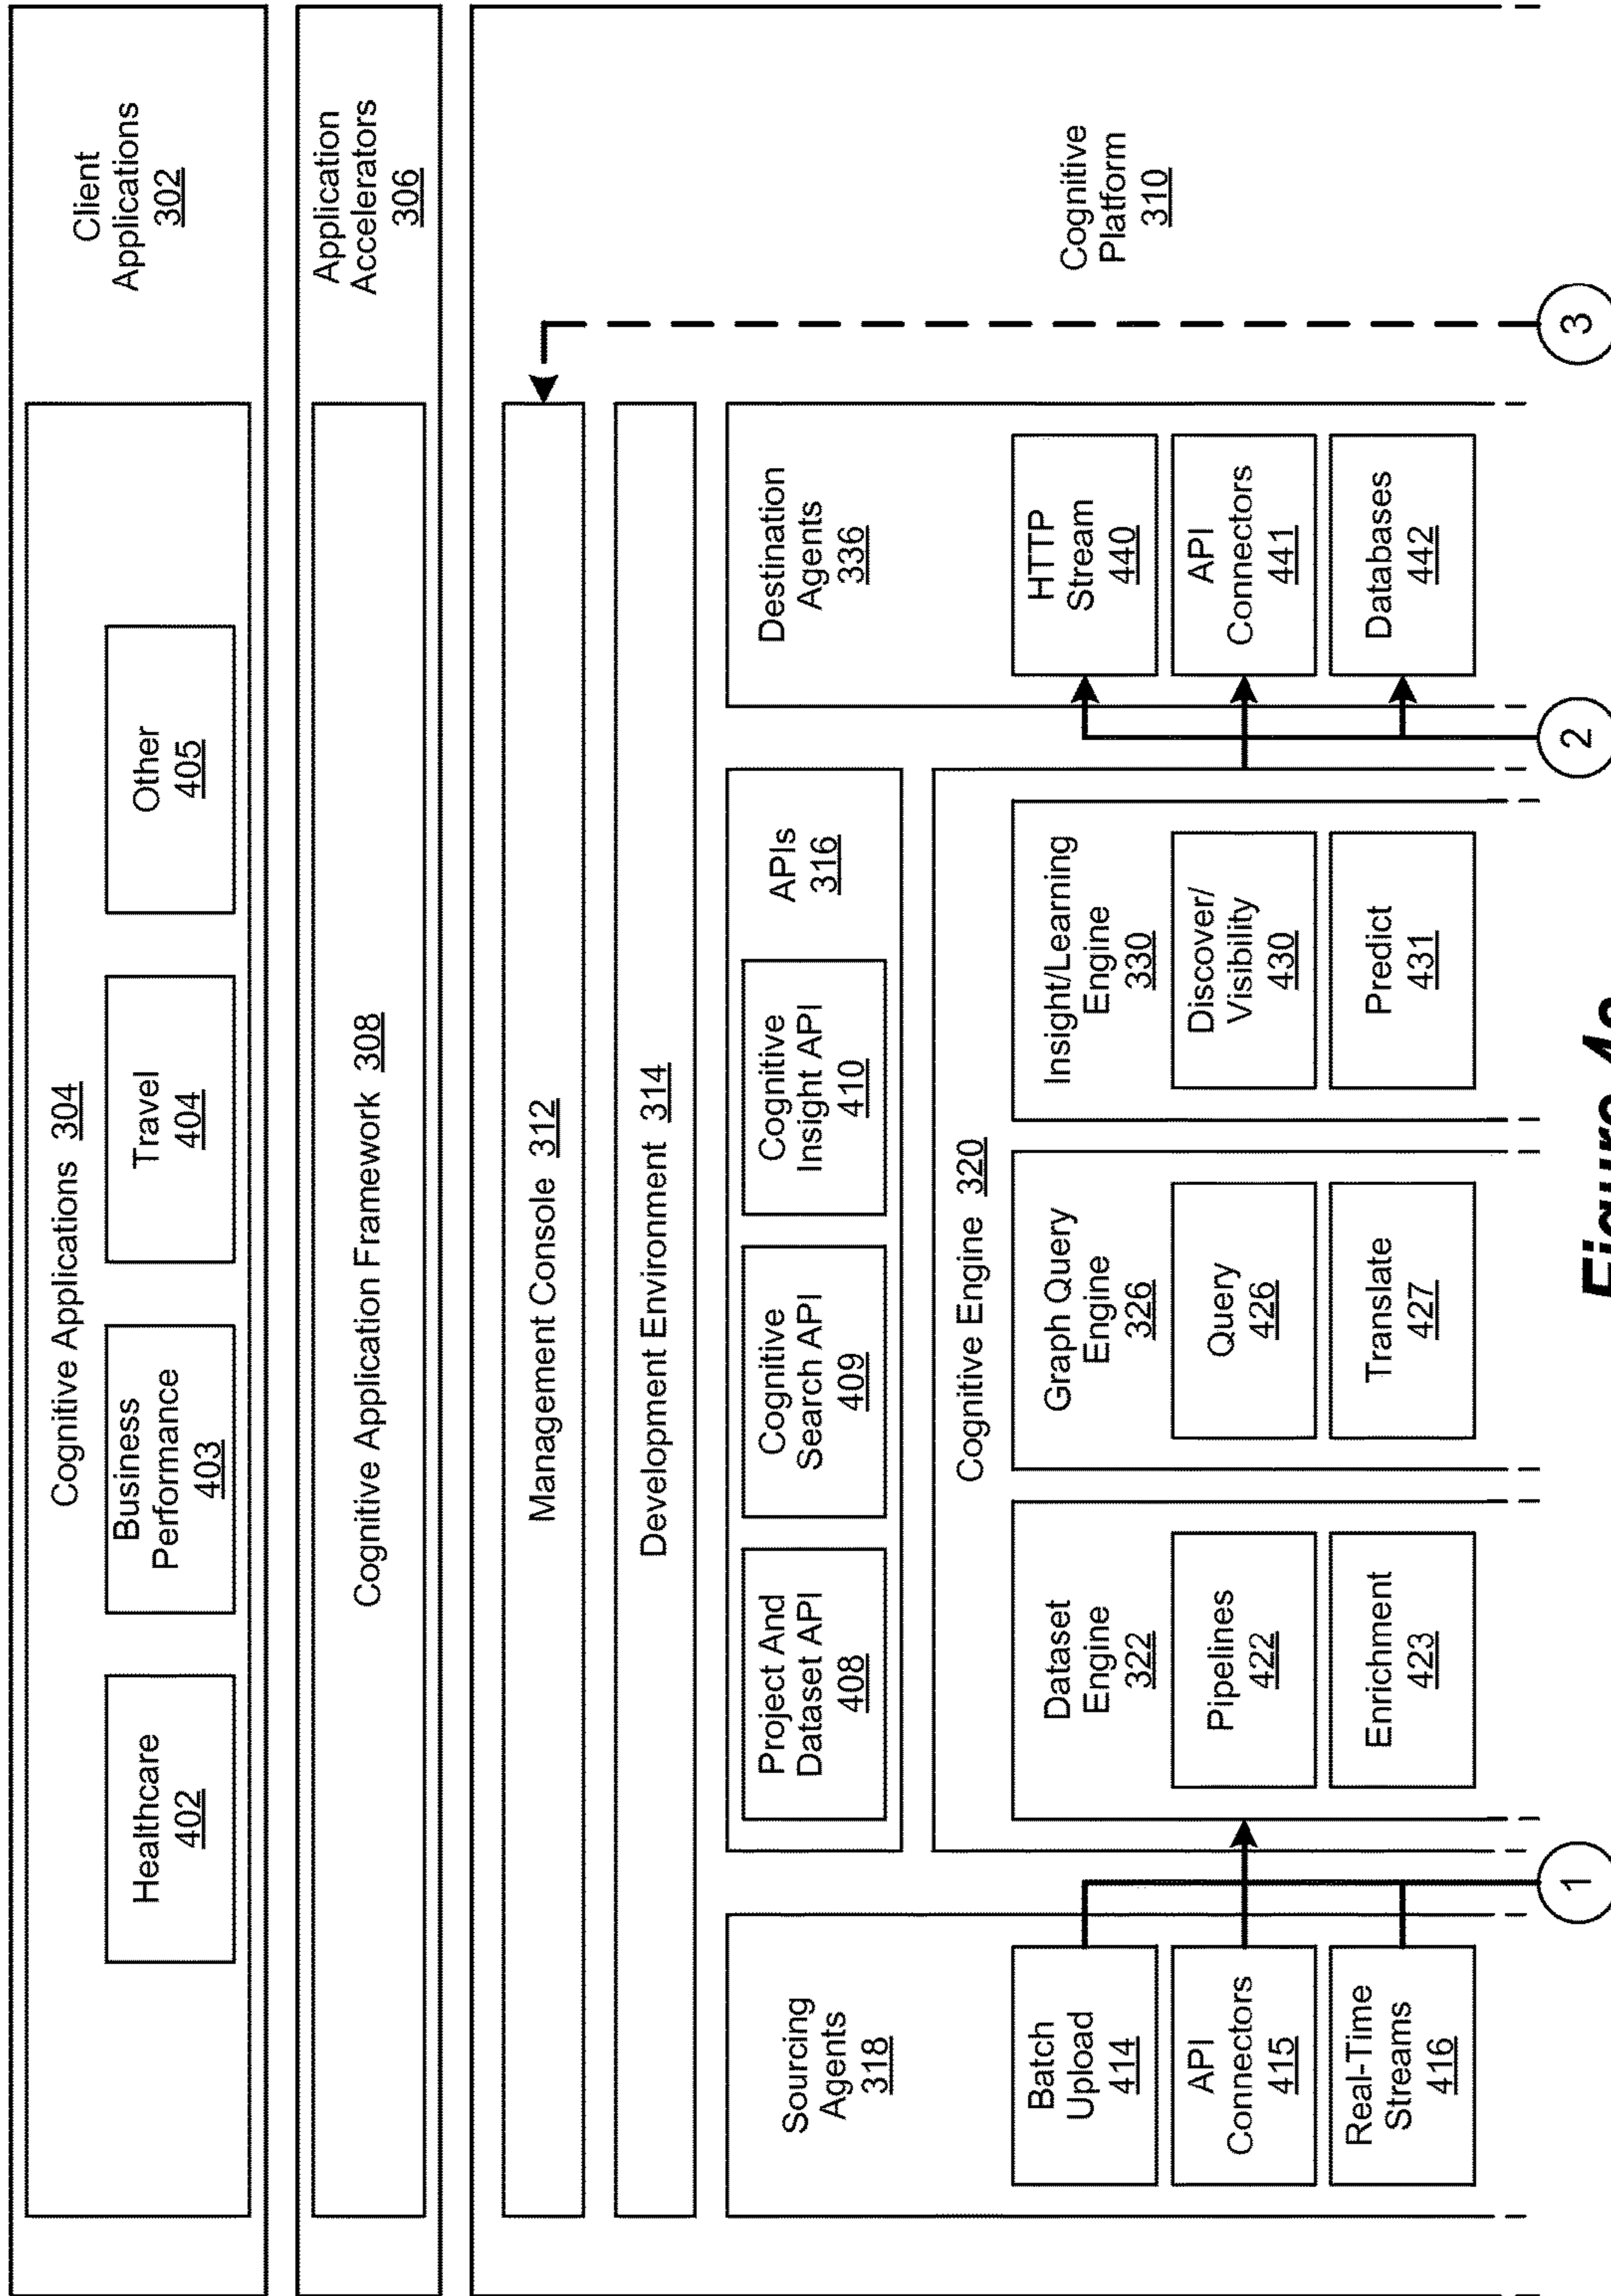 Client
Applications
302
Cognitive Applications 304
Healthcare
402
Business
Performance
403
Travel
404
Other
405
Application
Accelerators
306
Cognitive Application Framework 308
Cognitive
Platform
310
Management Console 312
Development Environment 314
Sourcing
Agents
318
Batch
Upload
414
API
Connectors
415
Real-Time
Streams
416
APIs
316
Project And
Dataset API
408
Cognitive
Search API
409
Cognitive
Insight API
410
Cognitive Engine 320
Dataset
Engine
322
Pipelines
422
Enrichment
423
Graph Query
Engine
326
Query
426
Translate
427
Insight/Learning
Engine
330
Discover/
Visibility
430
Predict
431
Destination
Agents
336
HTTP
Stream
440
API
Connectors
441
Databases
442
1
2
3
Figure